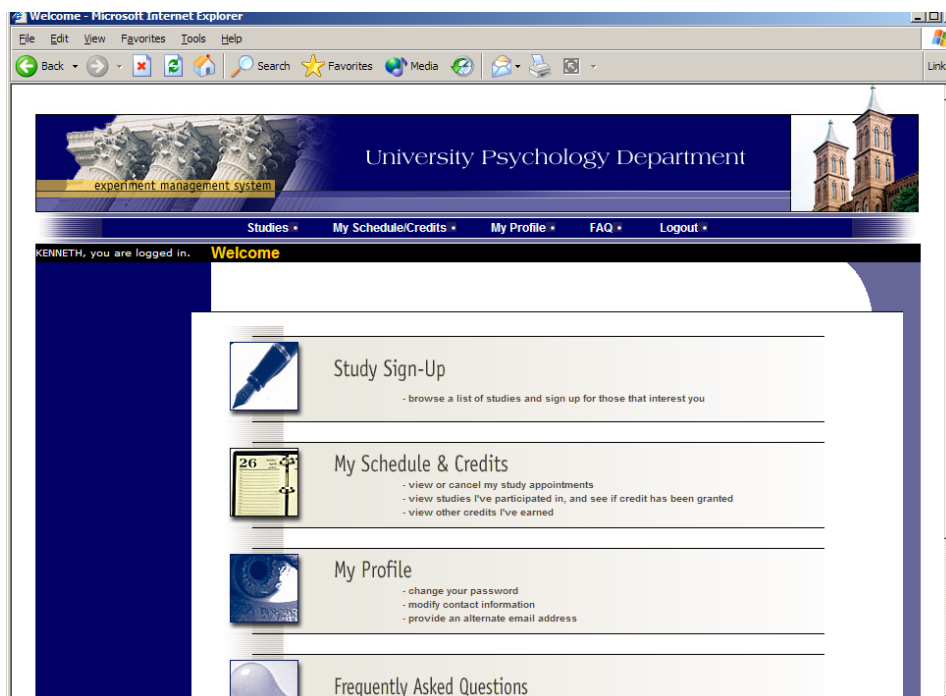 Welcome - Microsoft Internet Explorer
File Edit View Favorites Tools Help
Back Search Favorites Media
Link
University Psychology Department
experiment management system
Studies My Schedule/Credits My Profile FAQ Logout
KENNETH, you are logged in. Welcome
Study Sign-Up
- browse a list of studies and sign up for those that interest you
26
My Schedule & Credits
- view or cancel my study appointments
- view studies I've participated in, and see if credit has been granted
- view other credits I've earned
My Profile
- change your password
- modify contact information
- provide an alternate email address
Frequently Asked Questions